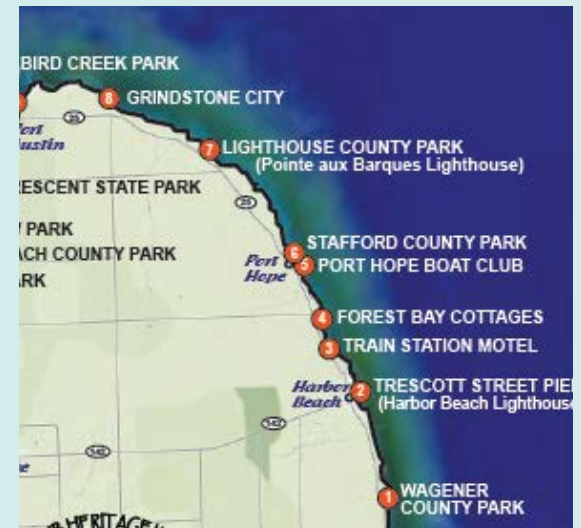 BIRD CREEK PARK
8 GRINDSTONE CITY
25
Port
Austin
7 LIGHTHOUSE COUNTY PARK
(Pointe aux Barques Lighthouse)
RESCENT STATE PARK
25
PARK
6 STAFFORD COUNTY PARK
ACH COUNTY PARK
Port
Hope
5 PORT HOPE BOAT CLUB
ARK
4 FOREST BAY COTTAGES
3 TRAIN STATION MOTEL
Harbor
Beach
2 TRESCOTT STREET PIE
(Harbor Beach Lighthouse
142
142
1 WAGENER
COUNTY PARK
HERITAGE